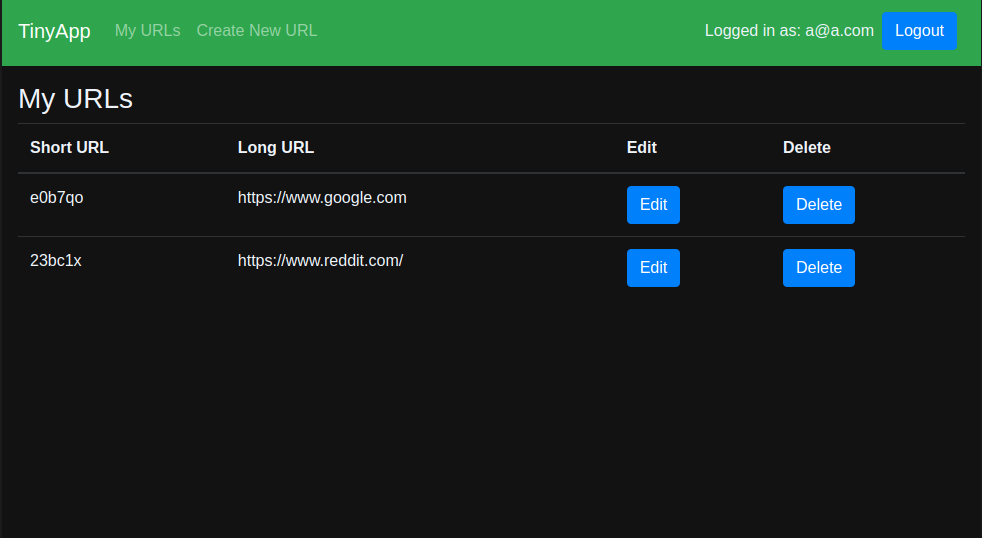 TinyApp My URLs Create New URL Logged in as: a@a.com Logout
My URLs
Short URL Long URL Edit Delete
e0b7qo https://www.google.com Edit Delete
23bc1x https://www.reddit.com/ Edit Delete